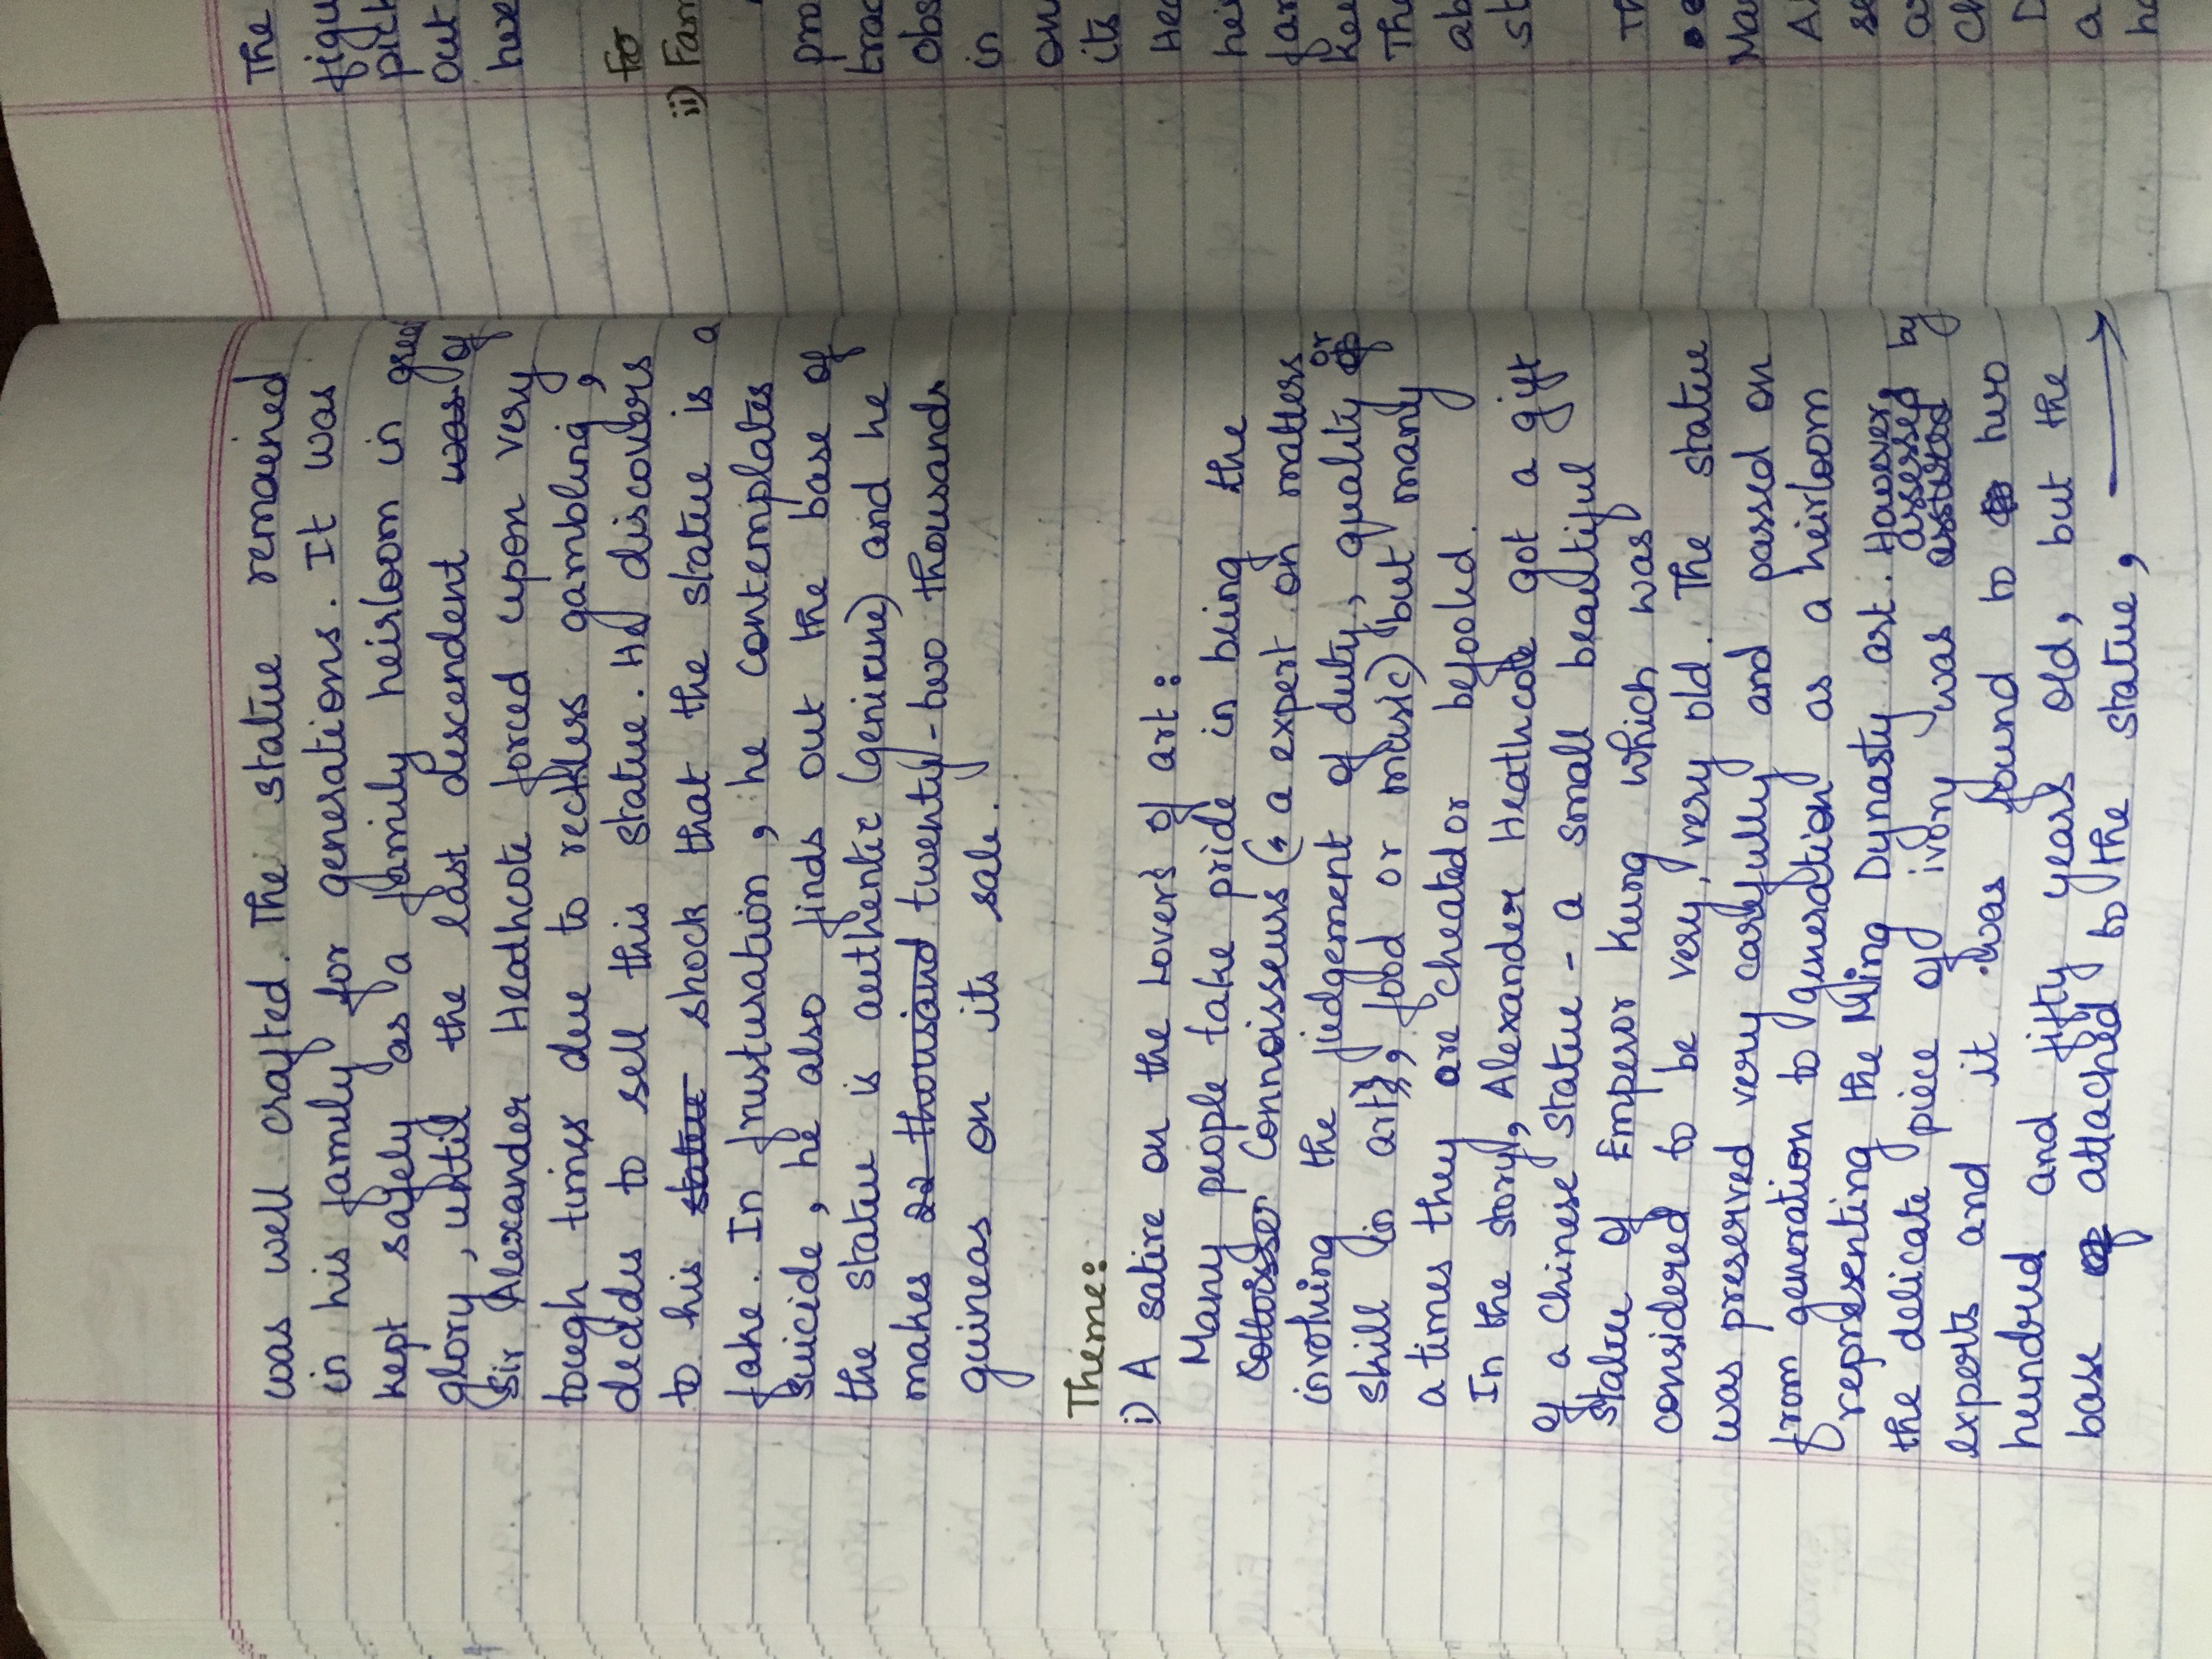 was well crafted. The statue remained
in his family for generations. It was
kept safely as a family heirloom in great
glory, until the last descendent was of
Sir Alexander Heathcote forced upon very
tough times due to reckless gambling,
decides to sell this statue. He discovers
to his statue shock that the statue is a
fake. In frusturation, he contemplates
suicide, he also finds out the base of
the statue is authentic (geniune) and he
makes 22 thousand twenty-two thousands
guineas on its sale.
Theme:
i) A satire on the Lover's of art:
Many people take pride in being the
Connoisseurs ( a expert on matters
involving the judgement of duty, quality or
skill in art, food or music) but many
a times they are cheated or befooled.
In the story, Alexander Heathcote got a gift
of a Chinese Statue - a small beautiful
statue of Emperor Kung which was
considered to be very, very old. The statue
was preserved very carefully and passed on
from generation to generation as a heirloom
representing the Ming Dynasty art. However,
the delicate piece of ivory was assessed by
experts and it was found to two
hundred and fifty years old, but the
base of attached to the statue, →
The
figu
pick
out
Fo
ii) Fam
pro
trad
obs
in
on
its
Hea
hei
far
kee
The
ab
st
Th
Ma
A
se
Ch
D
a
ha